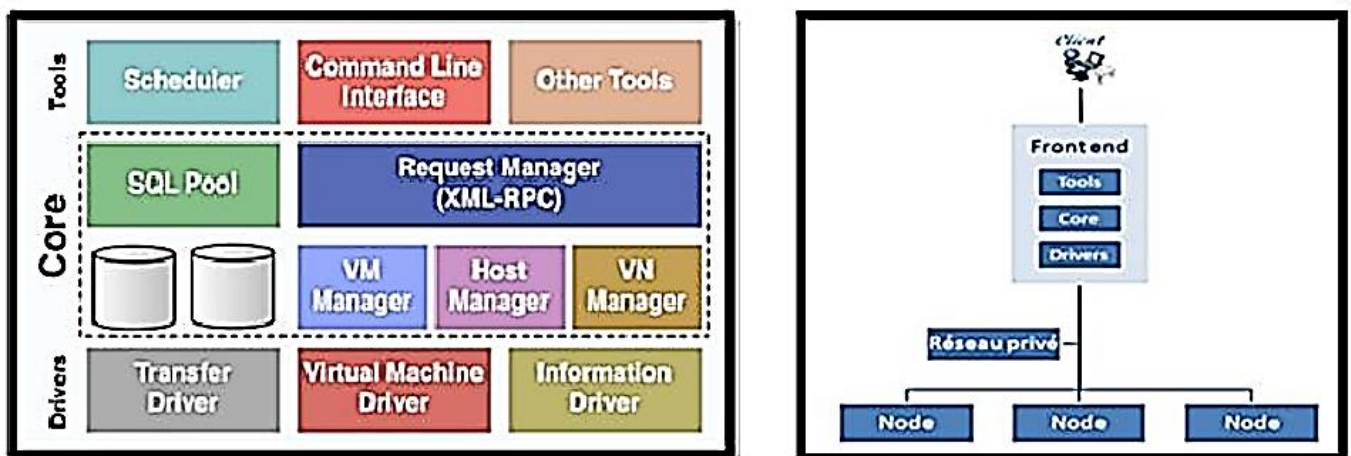 Tools
Scheduler
Command Line
Interface
Other Tools
Core
SQL Pool
Request Manager
(XML-RPC)
VM
Manager
Host
Manager
VN
Manager
Drivers
Transfer
Driver
Virtual Machine
Driver
Information
Driver
Client
Frontend
Tools
Core
Drivers
Réseau privé
Node
Node
Node